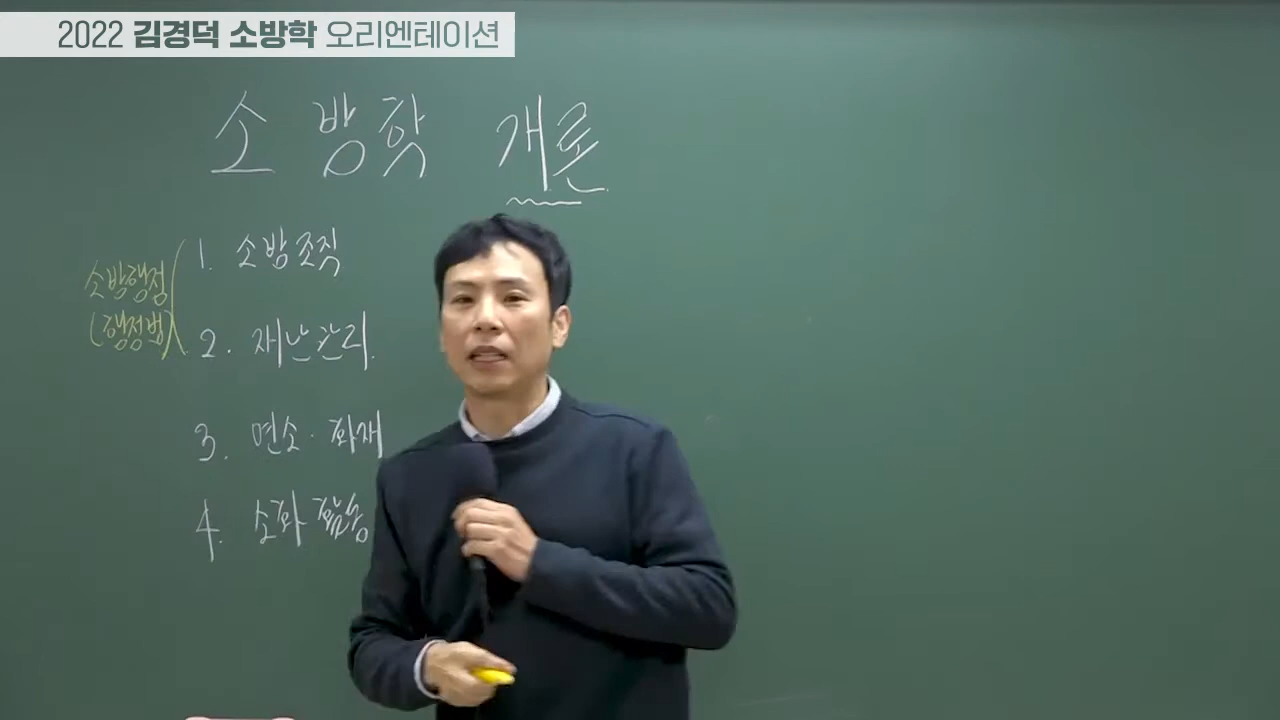 2022 김경덕 소방학 오리엔테이션
소방학 개론
1. 소방조직
소방행정
(행정법)
2. 재난관리
3. 연소·화재
4. 소화 활동